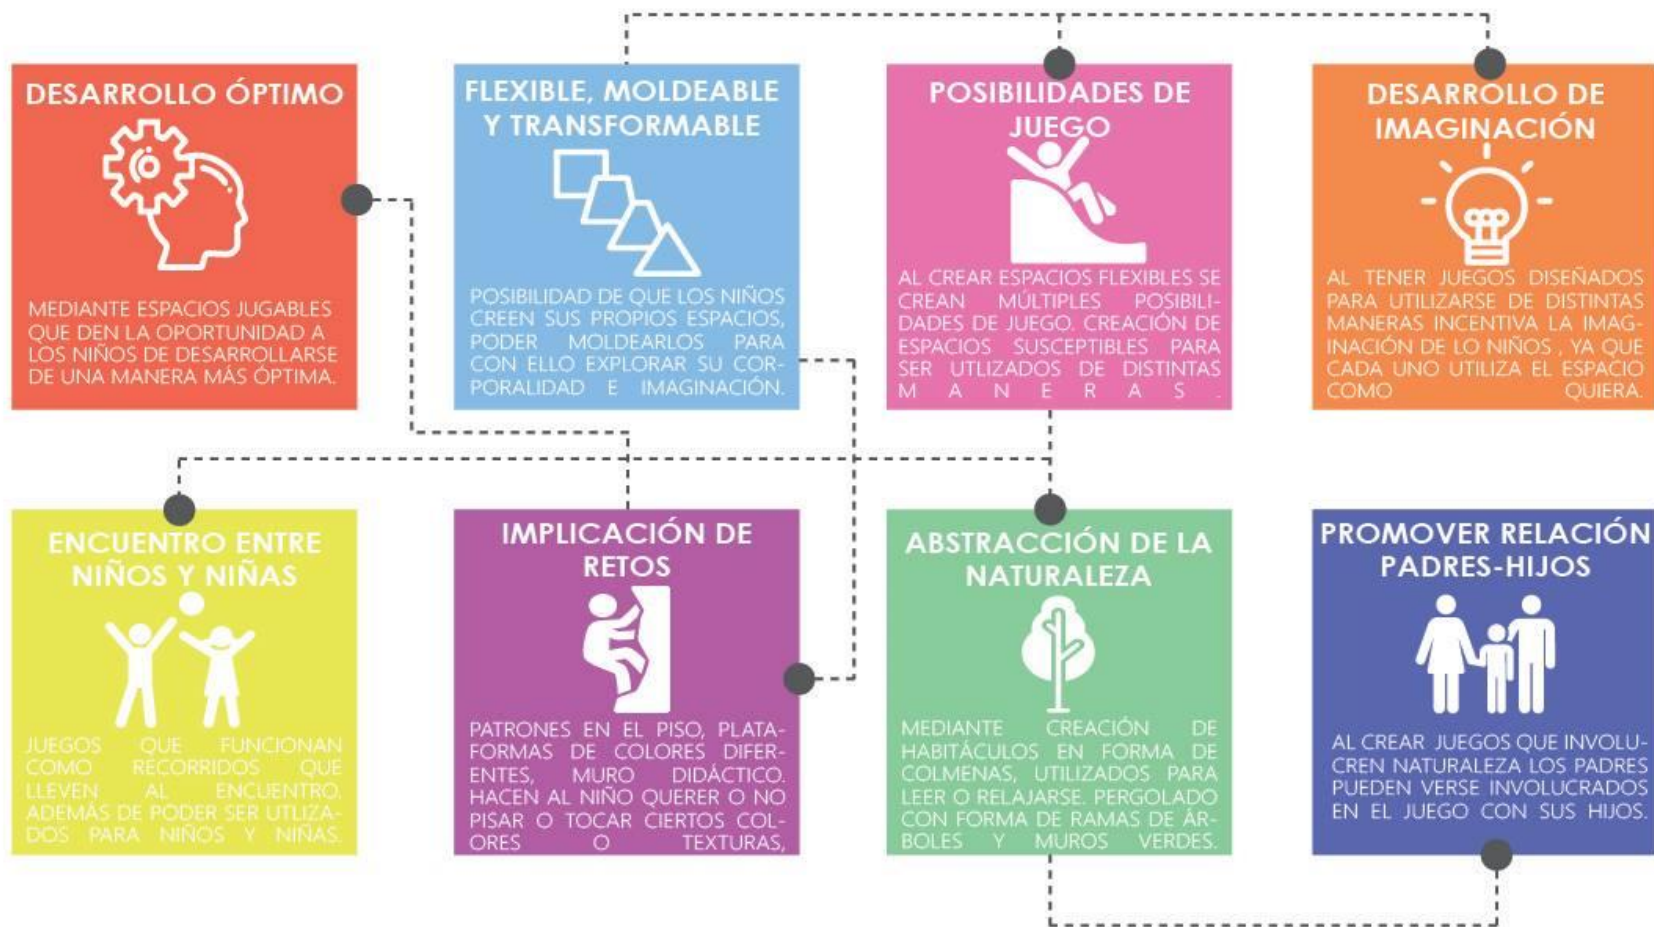 DESARROLLO ÓPTIMO
MEDIANTE ESPACIOS JUGABLES
QUE DEN LA OPORTUNIDAD A
LOS NIÑOS DE DESARROLLARSE
DE UNA MANERA MÁS ÓPTIMA.
FLEXIBLE, MOLDEABLE
Y TRANSFORMABLE
POSIBILIDAD DE QUE LOS NIÑOS
CREEN SUS PROPIOS ESPACIOS,
PODER MOLDEARLOS PARA
CON ELLO EXPLORAR SU COR-
PORALIDAD E IMAGINACIÓN.
POSIBILIDADES DE
JUEGO
AL CREAR ESPACIOS FLEXIBLES SE
CREAN MÚLTIPLES POSIBILI-
DADES DE JUEGO. CREACIÓN DE
ESPACIOS SUSCEPTIBLES PARA
SER UTLIZADOS DE DISTINTAS
M A N E R A S .
DESARROLLO DE
IMAGINACIÓN
AL TENER JUEGOS DISEÑADOS
PARA UTILIZARSE DE DISTINTAS
MANERAS INCENTIVA LA IMAG-
INACIÓN DE LO NIÑOS , YA QUE
CADA UNO UTILIZA EL ESPACIO
COMO QUIERA.
ENCUENTRO ENTRE
NIÑOS Y NIÑAS
JUEGOS QUE FUNCIONAN
COMO RECORRIDOS QUE
LLEVEN AL ENCUENTRO.
ADEMÁS DE PODER SER UTLIZA-
DOS PARA NIÑOS Y NIÑAS.
IMPLICACIÓN DE
RETOS
PATRONES EN EL PISO, PLATA-
FORMAS DE COLORES DIFER-
ENTES, MURO DIDÁCTICO.
HACEN AL NIÑO QUERER O NO
PISAR O TOCAR CIERTOS COL-
ORES O TEXTURAS,
ABSTRACCIÓN DE LA
NATURALEZA
MEDIANTE CREACIÓN DE
HABITÁCULOS EN FORMA DE
COLMENAS, UTILIZADOS PARA
LEER O RELAJARSE. PERGOLADO
CON FORMA DE RAMAS DE ÁR-
BOLES Y MUROS VERDES.
PROMOVER RELACIÓN
PADRES-HIJOS
AL CREAR JUEGOS QUE INVOLU-
CREN NATURALEZA LOS PADRES
PUEDEN VERSE INVOLUCRADOS
EN EL JUEGO CON SUS HIJOS.